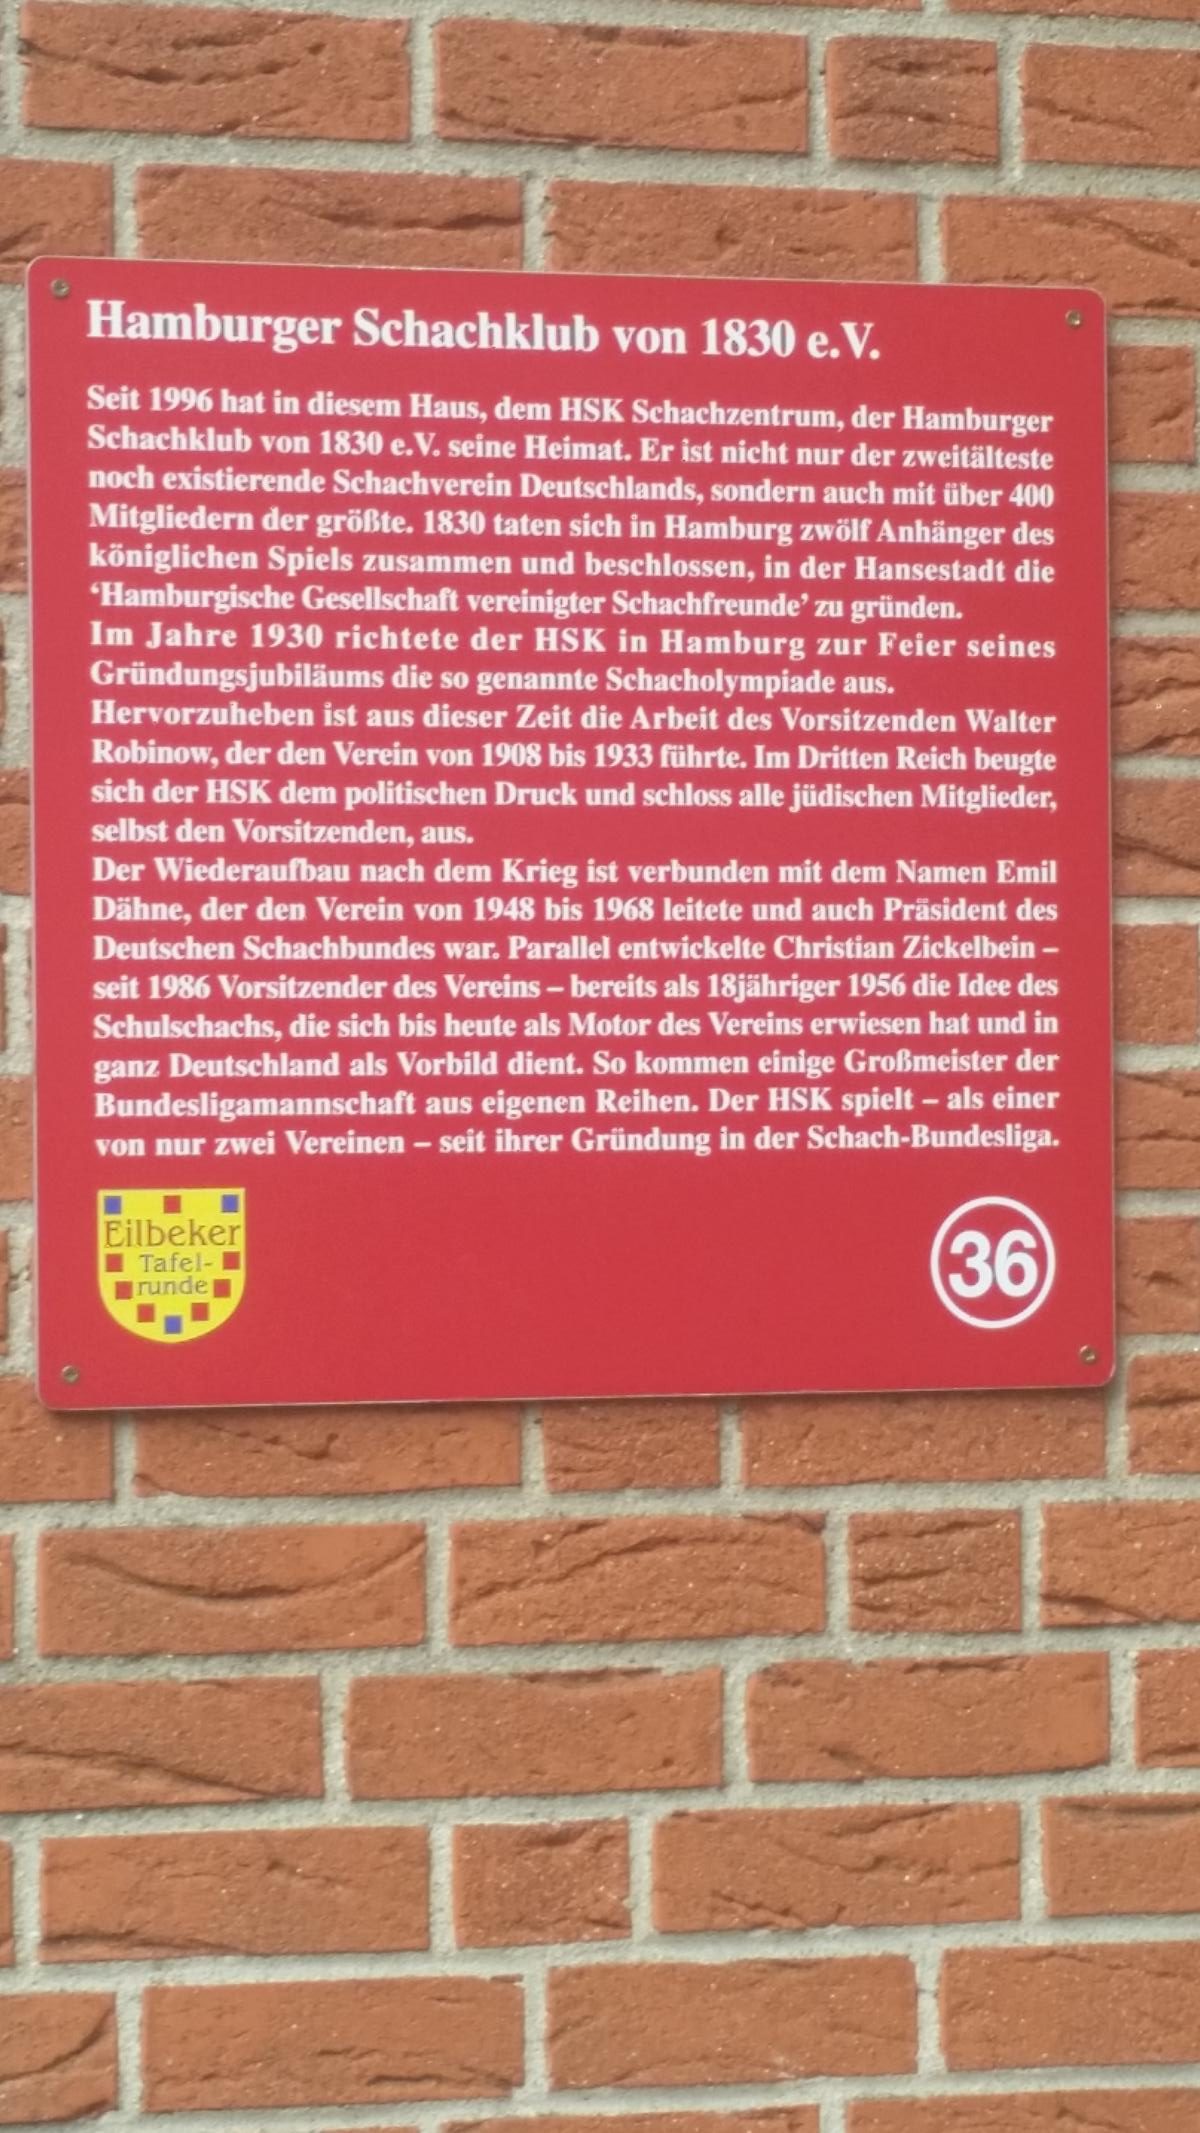 Hamburger Schachklub von 1830 e.V.
Seit 1996 hat in diesem Haus, dem HSK Schachzentrum, der Hamburger
Schachklub von 1830 e.V. seine Heimat. Er ist nicht nur der zweitälteste
noch existierende Schachverein Deutschlands, sondern auch mit über 400
Mitgliedern der größte. 1830 taten sich in Hamburg zwölf Anhänger des
königlichen Spiels zusammen und beschlossen, in der Hansestadt die
‘Hamburgische Gesellschaft vereinigter Schachfreunde’ zu gründen.
Im Jahre 1930 richtete der HSK in Hamburg zur Feier seines
Gründungsjubiläums die so genannte Schacholympiade aus.
Hervorzuheben ist aus dieser Zeit die Arbeit des Vorsitzenden Walter
Robinow, der den Verein von 1908 bis 1933 führte. Im Dritten Reich beugte
sich der HSK dem politischen Druck und schloss alle jüdischen Mitglieder,
selbst den Vorsitzenden, aus.
Der Wiederaufbau nach dem Krieg ist verbunden mit dem Namen Emil
Dähne, der den Verein von 1948 bis 1968 leitete und auch Präsident des
Deutschen Schachbundes war. Parallel entwickelte Christian Zickelbein –
seit 1986 Vorsitzender des Vereins – bereits als 18jähriger 1956 die Idee des
Schulschachs, die sich bis heute als Motor des Vereins erwiesen hat und in
ganz Deutschland als Vorbild dient. So kommen einige Großmeister der
Bundesligamannschaft aus eigenen Reihen. Der HSK spielt – als einer
von nur zwei Vereinen – seit ihrer Gründung in der Schach-Bundesliga.
Eilbeker
Tafel-
runde
36